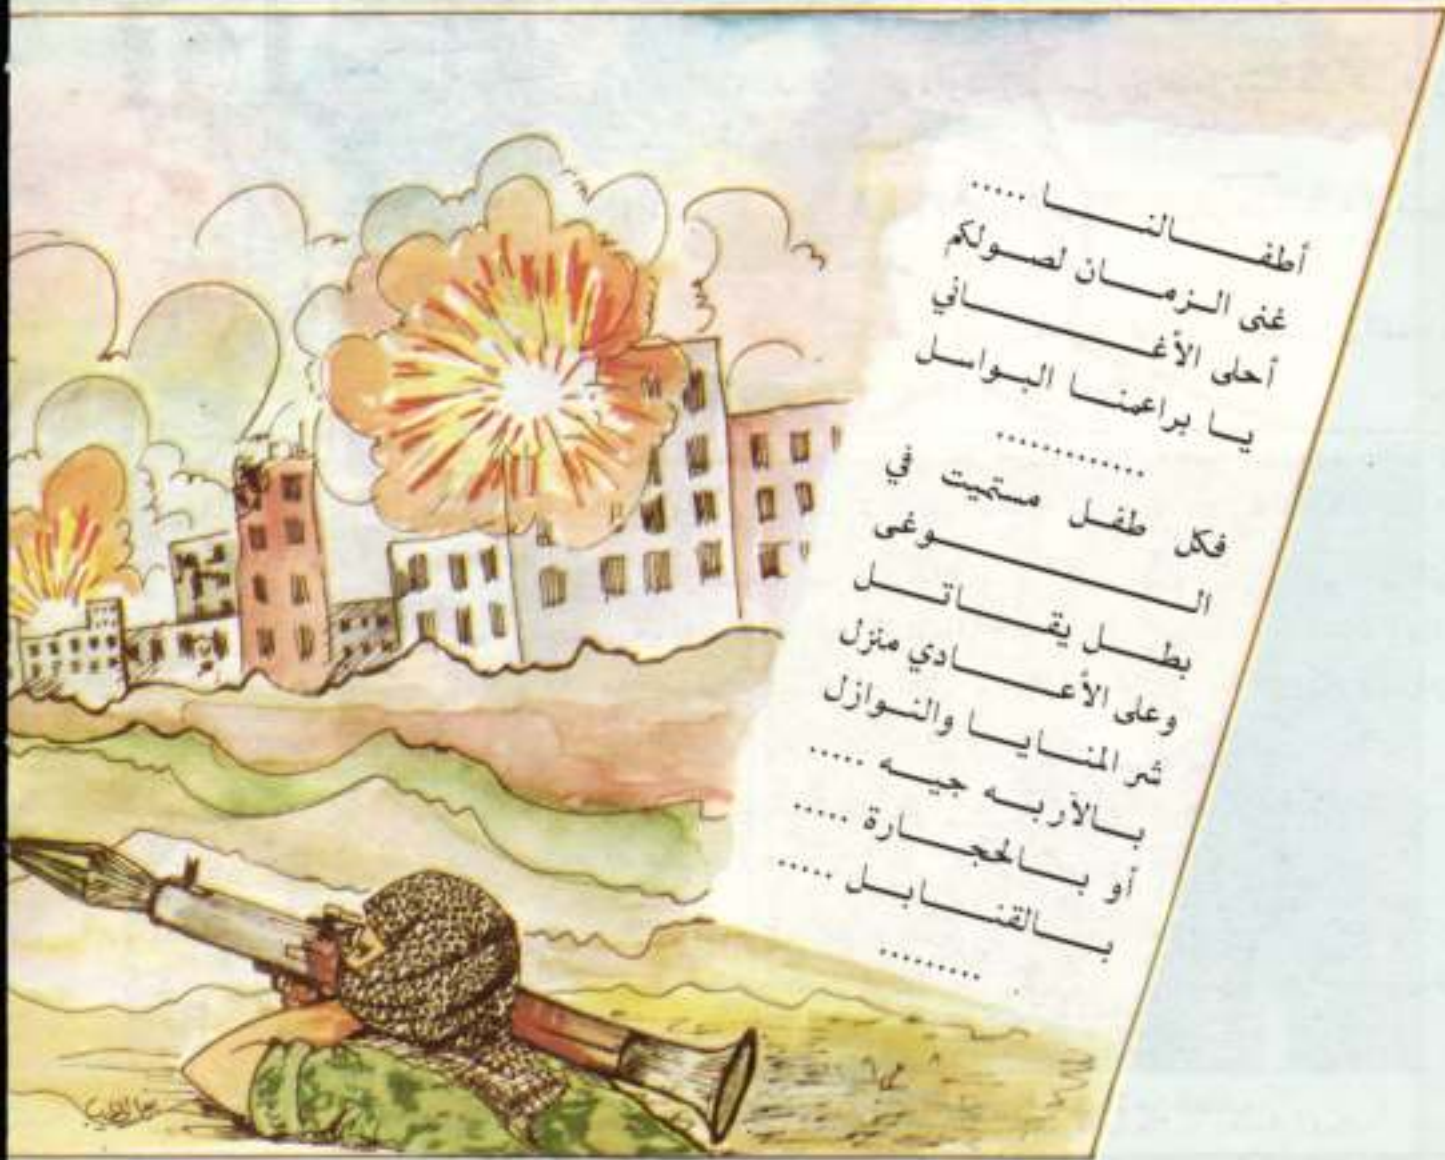 أطفالنا .....
غنى الزمان لصولكم
أحلى الأغاني
يا براعمنا البواسل
.............
فكل طفل مستميت في
الوغى
بطل يقاتل
وعلى الأعادي منزل
شر المنايا والنوازل
بالآربه جيه .....
أو بالحجارة .....
بالقنابل .....
.........